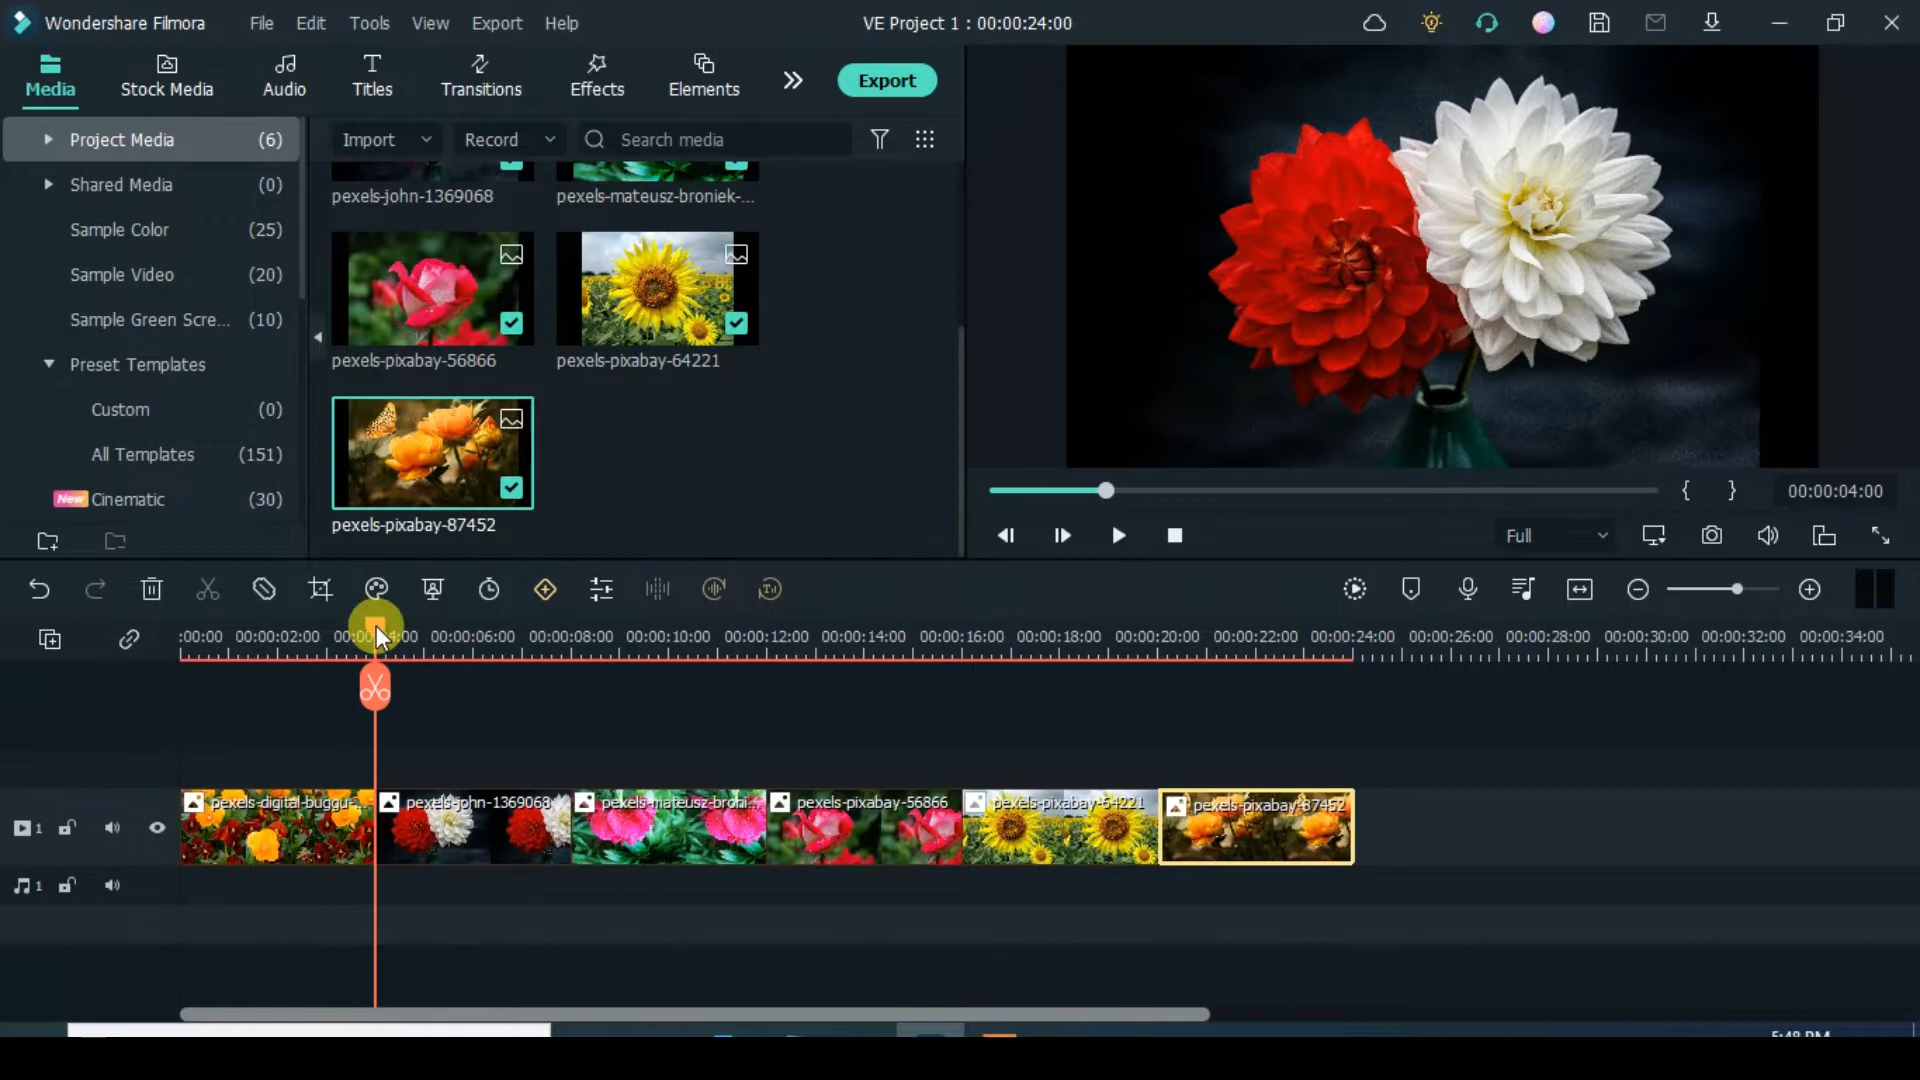 Wondershare Filmora
File Edit Tools View Export Help
VE Project 1 : 00:00:24:00
Media
Stock Media
Audio
Titles
Transitions
Effects
Elements
Export
Project Media (6)
Shared Media (0)
Sample Color (25)
Sample Video (20)
Sample Green Scre... (10)
Preset Templates
Custom (0)
All Templates (151)
New Cinematic (30)
Import
Record
Search media
pexels-john-1369068
pexels-mateusz-broniek-...
pexels-pixabay-56866
pexels-pixabay-64221
pexels-pixabay-87452
{ } 00:00:04:00
Full
:00:00 00:00:02:00 00:00:06:00 00:00:08:00 00:00:10:00 00:00:12:00 00:00:14:00 00:00:16:00 00:00:18:00 00:00:20:00 00:00:22:00 00:00:24:00 00:00:26:00 00:00:28:00 00:00:30:00 00:00:32:00 00:00:34:00
pexels-digital-buggu-...
pexels-john-1369068
pexels-mateusz-broni...
pexels-pixabay-56866
pexels-pixabay-64221
pexels-pixabay-87452
1
1
5:48 PM